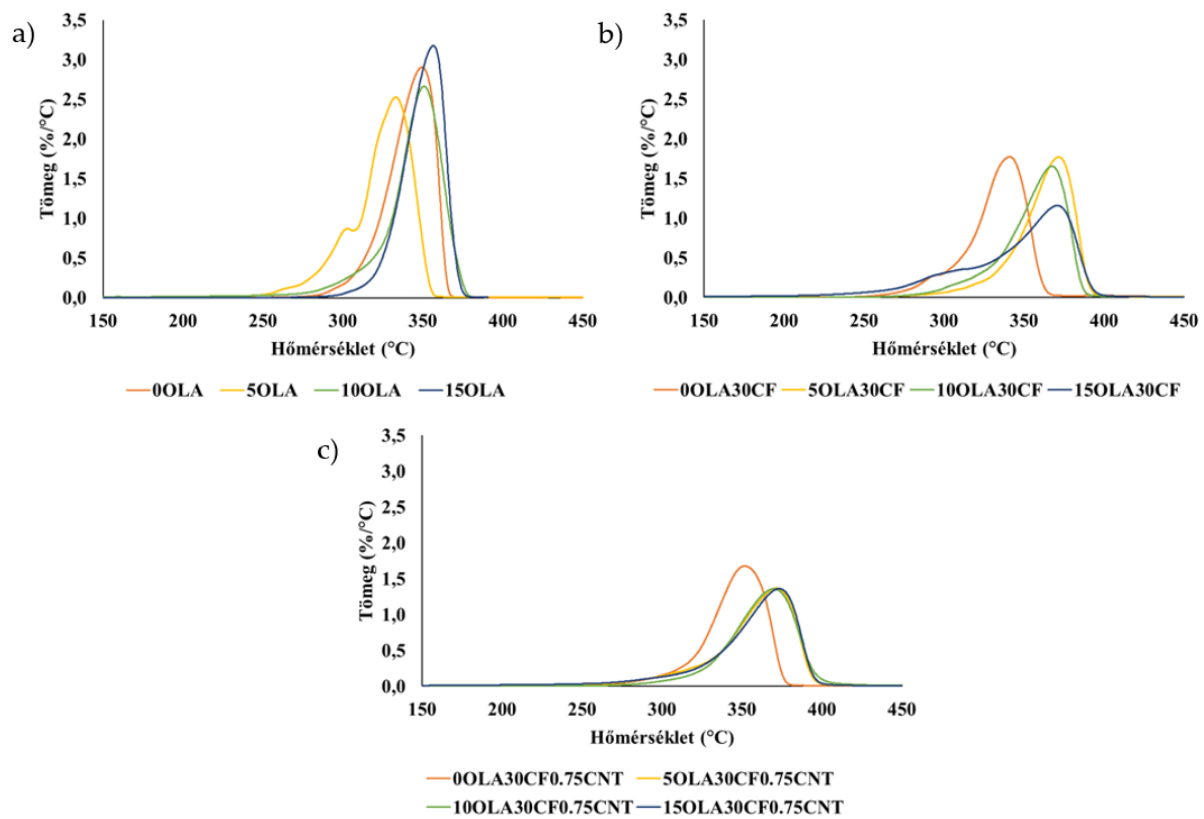 a)
3,5
3,0
2,5
2,0
1,5
1,0
0,5
0,0
Tömeg (%/°C)
150 200 250 300 350 400 450
Hőmérséklet (°C)
0OLA 5OLA 10OLA 15OLA
b)
3,5
3,0
2,5
2,0
1,5
1,0
0,5
0,0
Tömeg (%/°C)
150 200 250 300 350 400 450
Hőmérséklet (°C)
0OLA30CF 5OLA30CF 10OLA30CF 15OLA30CF
c)
3,5
3,0
2,5
2,0
1,5
1,0
0,5
0,0
Tömeg (%/°C)
150 200 250 300 350 400 450
Hőmérséklet (°C)
0OLA30CF0.75CNT 5OLA30CF0.75CNT
10OLA30CF0.75CNT 15OLA30CF0.75CNT